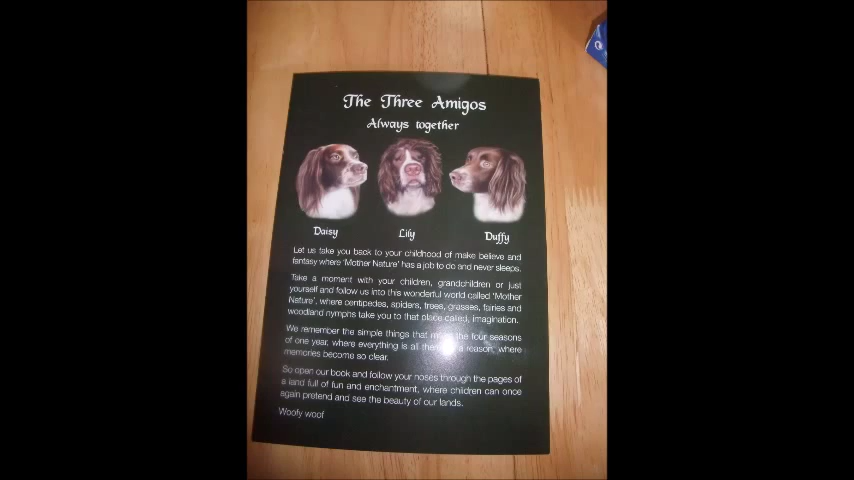 The Three Amigos
Always together
Daisy
Lily
Duffy
Let us take you back to your childhood of make believe and
fantasy where 'Mother Nature' has a job to do and never sleeps.
Take a moment with your children, grandchildren or just
yourself and follow us into this wonderful world called 'Mother
Nature', where centipedes, spiders, trees, grasses, fairies and
woodland nymphs take you to that place called, imagination.
We remember the simple things that the four seasons
of one year, where everything is all a reason, where
memories become so clear.
So open our book and follow your noses through the pages of
a land full of fun and enchantment, where children can once
again pretend and see the beauty of our lands.
Woofy woof